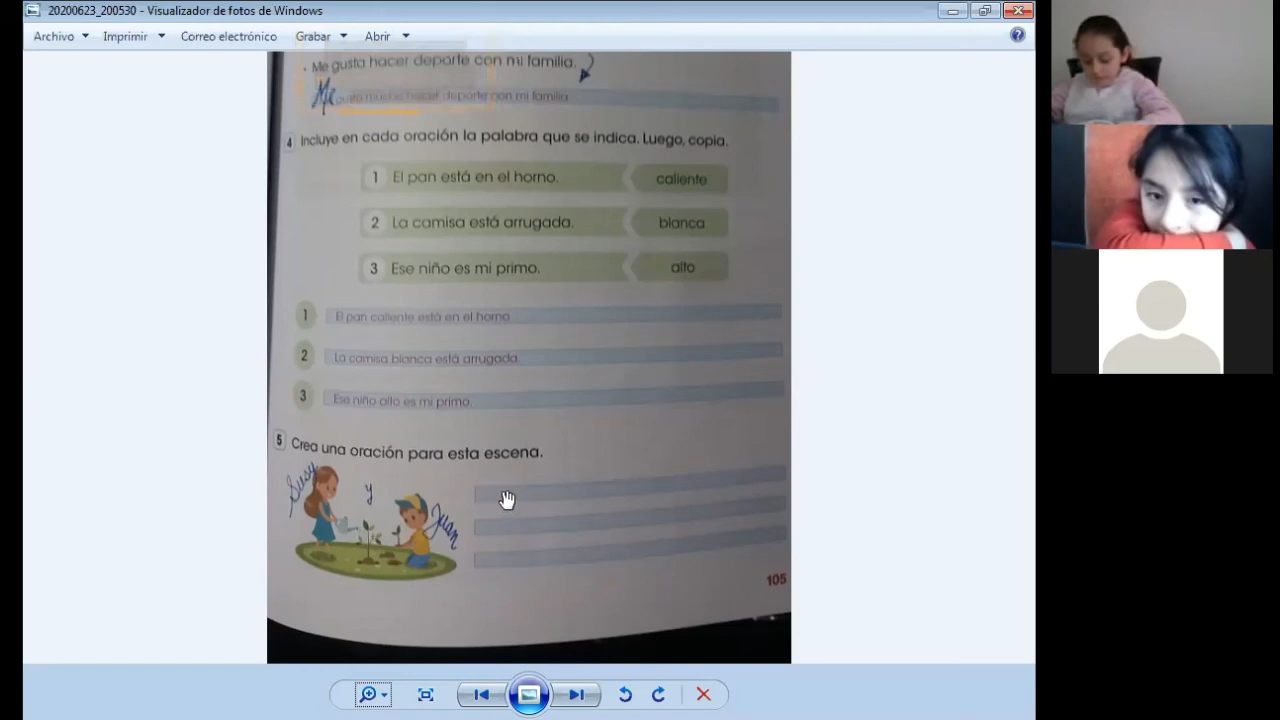 20200623_200530 - Visualizador de fotos de Windows
Archivo Imprimir Correo electrónico Grabar Abrir
. Me gusta hacer deporte con mi familia.
Me gusta mucho hacer deporte con mi familia
4 Incluye en cada oración la palabra que se indica. Luego, copia.
1 El pan está en el horno. caliente
2 La camisa está arrugada. blanca
3 Ese niño es mi primo. alto
1 El pan caliente está en el horno
2 La camisa blanca está arrugada
3 Ese niño alto es mi primo.
5 Crea una oración para esta escena.
Susy y Juan
105